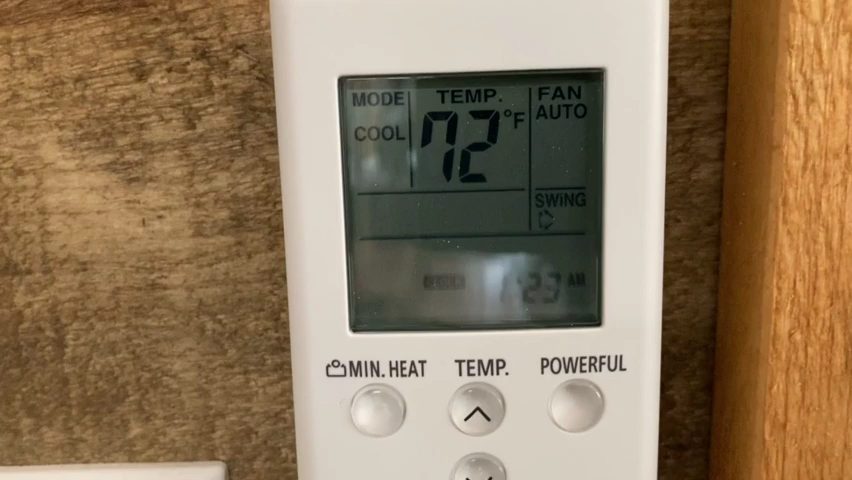 MODE
TEMP.
FAN
AUTO
COOL
72°F
SWING
AM
MIN. HEAT
TEMP.
POWERFUL